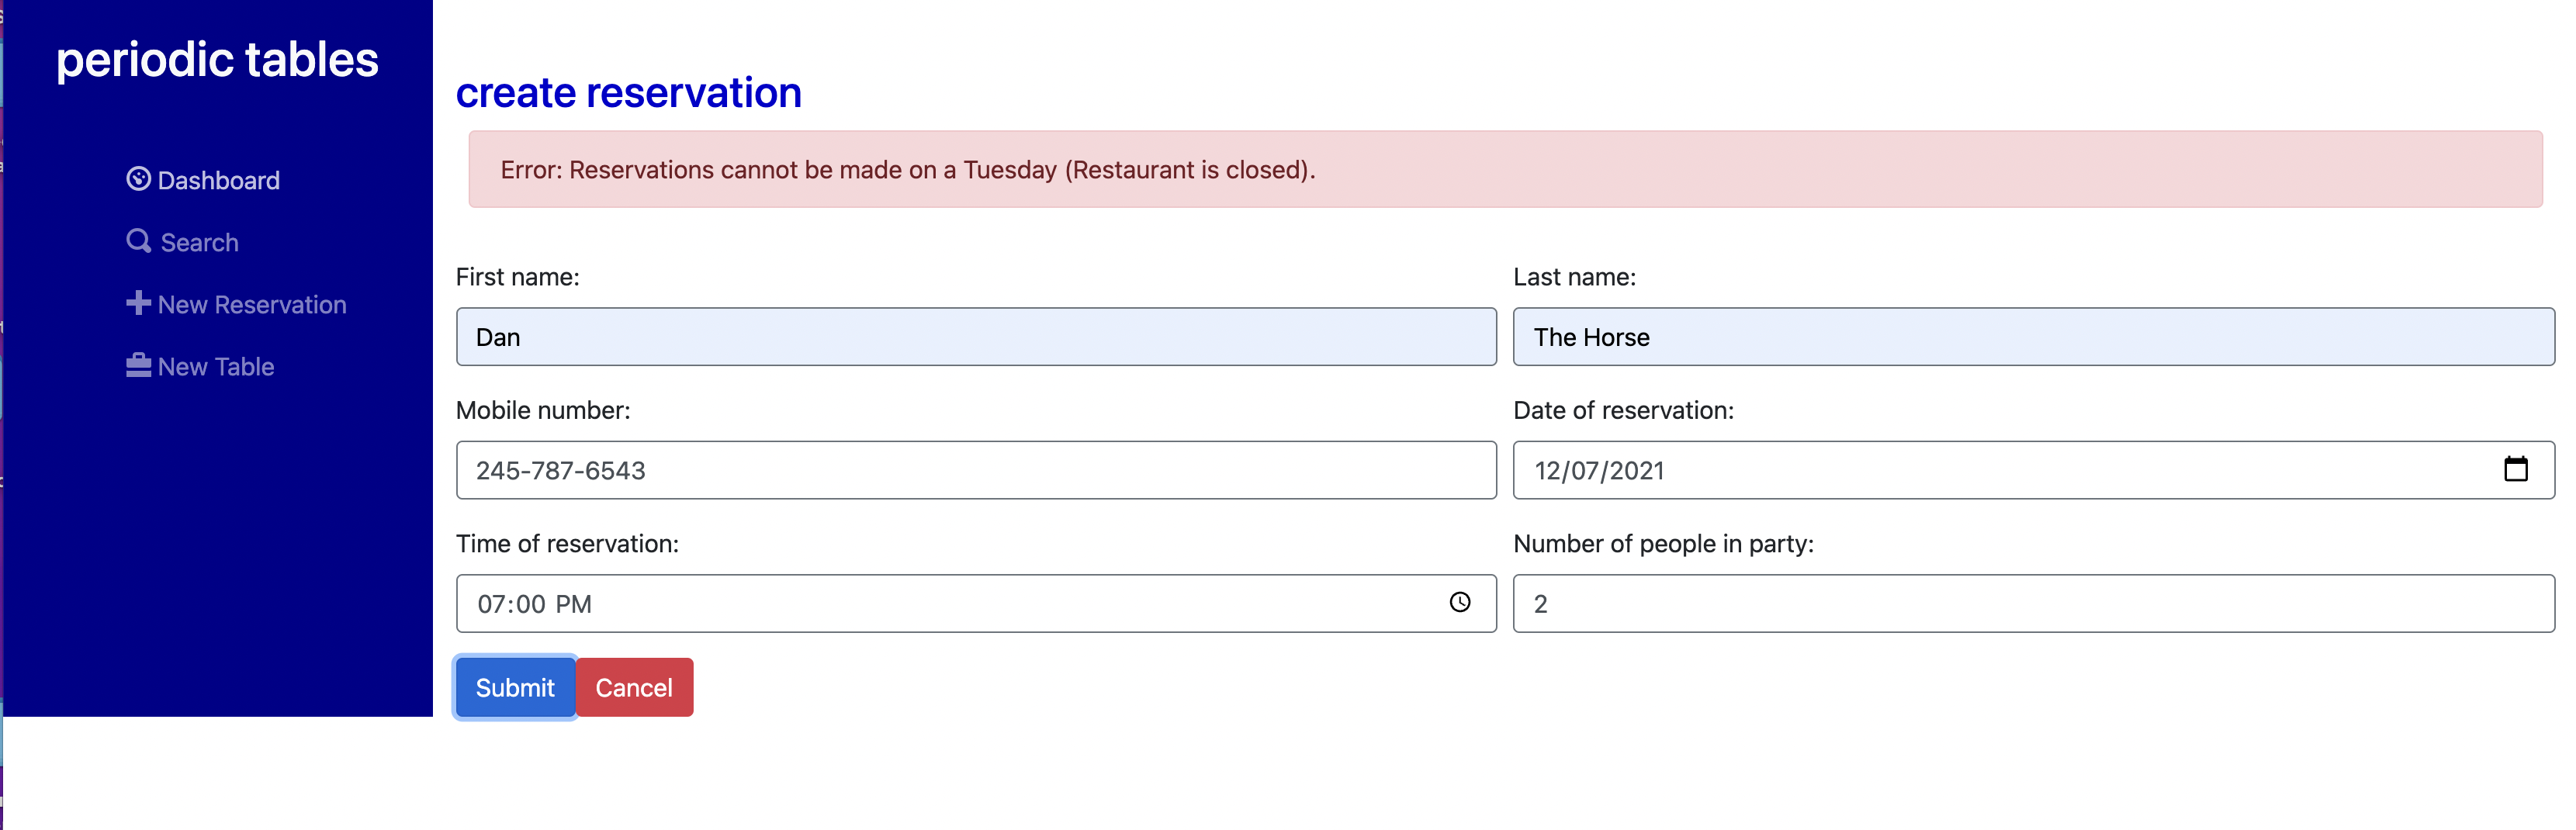 periodic tables
Dashboard
Search
New Reservation
New Table
create reservation
Error: Reservations cannot be made on a Tuesday (Restaurant is closed).
First name:
Last name:
Dan
The Horse
Mobile number:
Date of reservation:
245-787-6543
12/07/2021
Time of reservation:
Number of people in party:
07:00 PM
2
Submit
Cancel